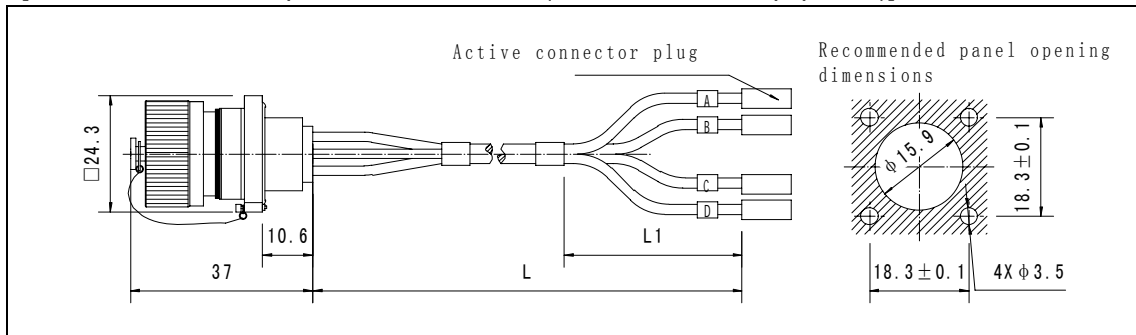 Active connector plug
Recommended panel opening
dimensions
A
B
C
D
□24.3
10.6
37
L
L1
φ15.9
18.3±0.1
18.3±0.1
4Xφ3.5